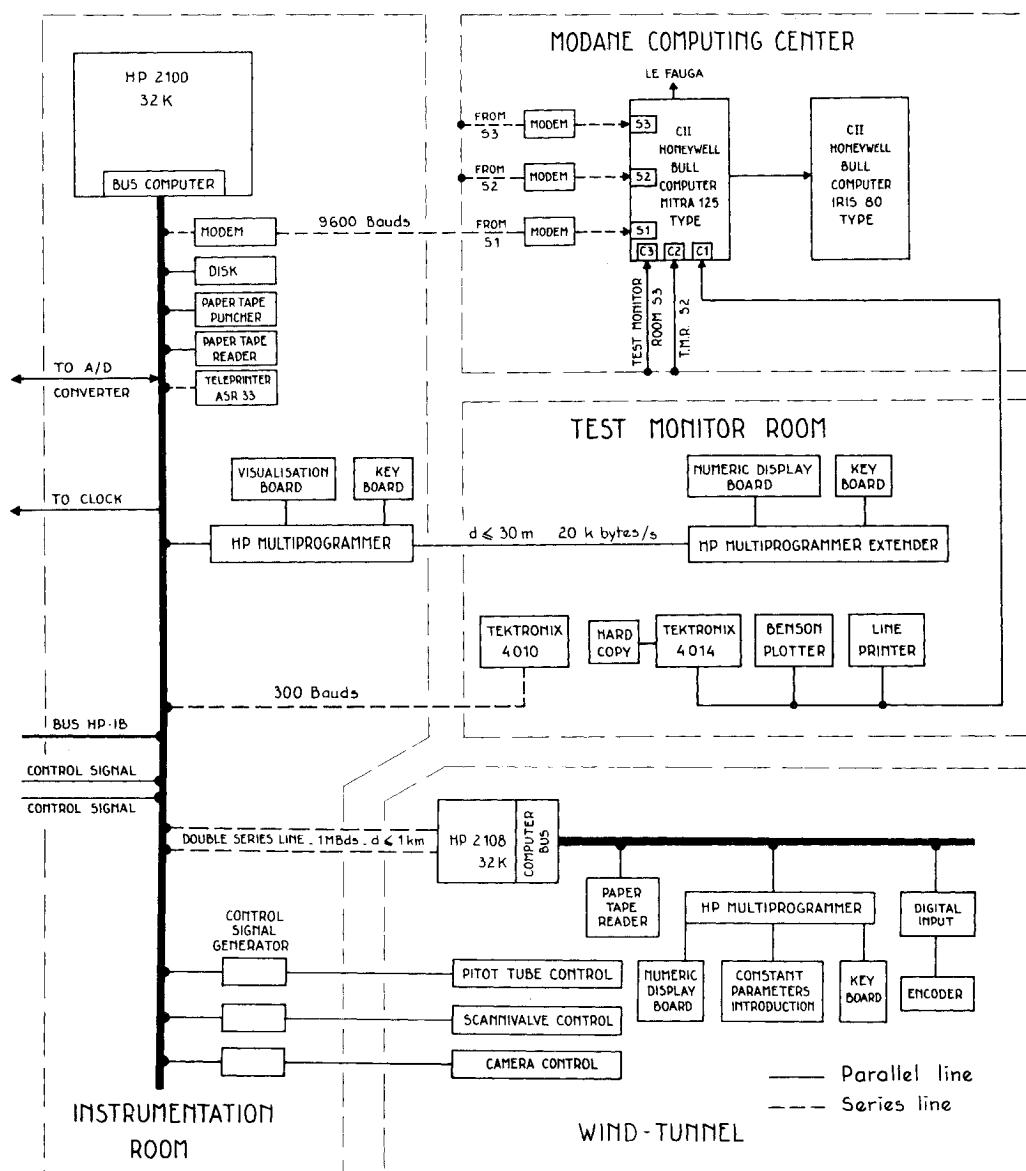 HP 2100
32K
BUS COMPUTER
MODEM
DISK
PAPER TAPE
PUNCHER
PAPER TAPE
READER
TELEPRINTER
ASR 33
TO A/D
CONVERTER
TO CLOCK
9600 Bauds
MODANE COMPUTING CENTER
LE FAUGA
FROM
S3
MODEM
S3
FROM
S2
MODEM
S2
FROM
S1
MODEM
S1
CII
HONEYWELL
BULL
COMPUTER
MITRA 125
TYPE
C3
C2
C1
CII
HONEYWELL
BULL
COMPUTER
IRIS 80
TYPE
TEST MONITOR
ROOM S3
T.M.R. S2
TEST MONITOR ROOM
VISUALISATION
BOARD
KEY
BOARD
HP MULTIPROGRAMMER
d ⩽ 30 m 20 k bytes/s
NUMERIC DISPLAY
BOARD
KEY
BOARD
HP MULTIPROGRAMMER EXTENDER
TEKTRONIX
4010
HARD
COPY
TEKTRONIX
4014
BENSON
PLOTTER
LINE
PRINTER
300 Bauds
BUS HP-IB
CONTROL SIGNAL
CONTROL SIGNAL
DOUBLE SERIES LINE _ 1MBds _ d ⩽ 1 km
HP 2108
32K
COMPUTER
BUS
PAPER
TAPE
READER
HP MULTIPROGRAMMER
DIGITAL
INPUT
NUMERIC
DISPLAY
BOARD
CONSTANT
PARAMETERS
INTRODUCTION
KEY
BOARD
ENCODER
CONTROL
SIGNAL
GENERATOR
PITOT TUBE CONTROL
SCANNIVALVE CONTROL
CAMERA CONTROL
Parallel line
Series line
INSTRUMENTATION
ROOM
WIND-TUNNEL